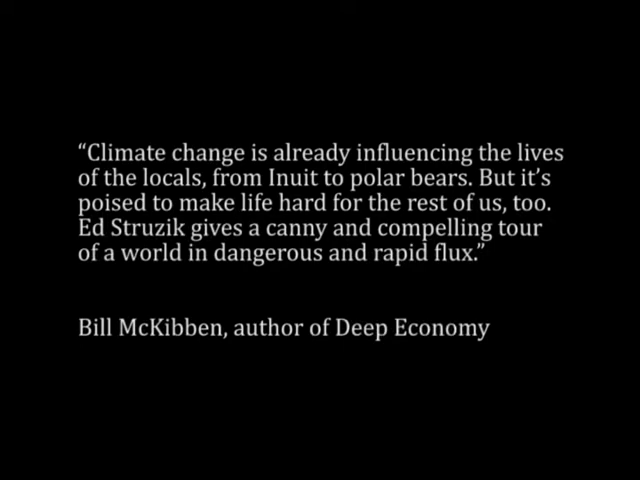 “Climate change is already influencing the lives
of the locals, from Inuit to polar bears. But it’s
poised to make life hard for the rest of us, too.
Ed Struzik gives a canny and compelling tour
of a world in dangerous and rapid flux.”
Bill McKibben, author of Deep Economy